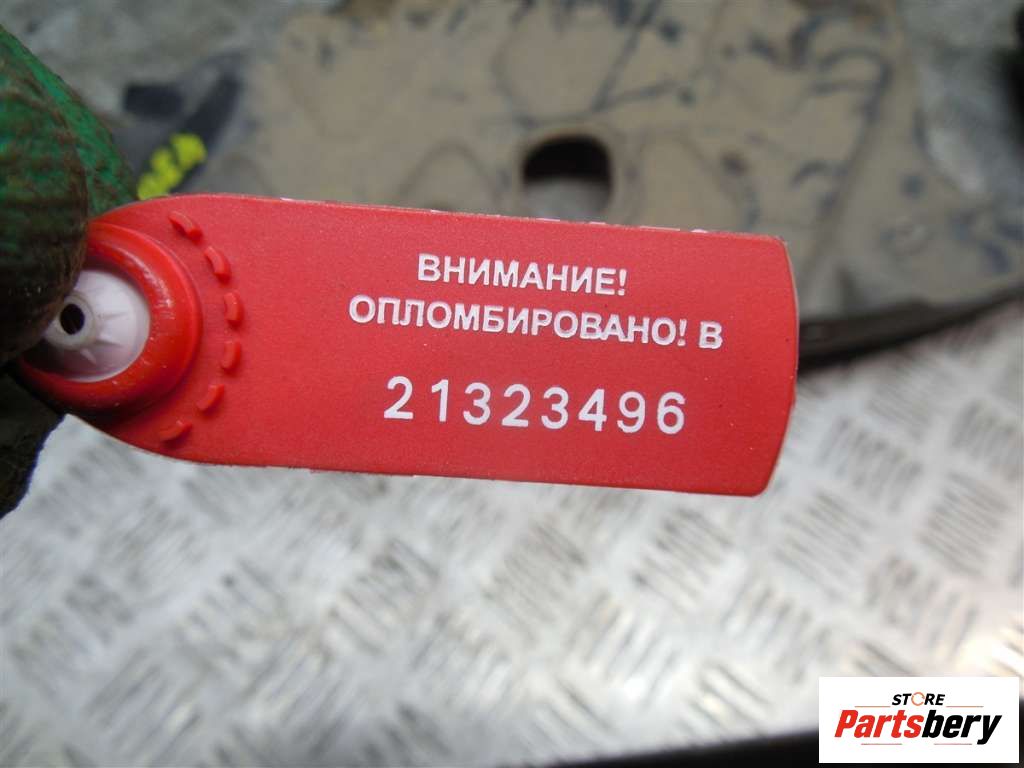 ВНИМАНИЕ!
ОПЛОМБИРОВАНО! В
21323496
STORE
Partsbery